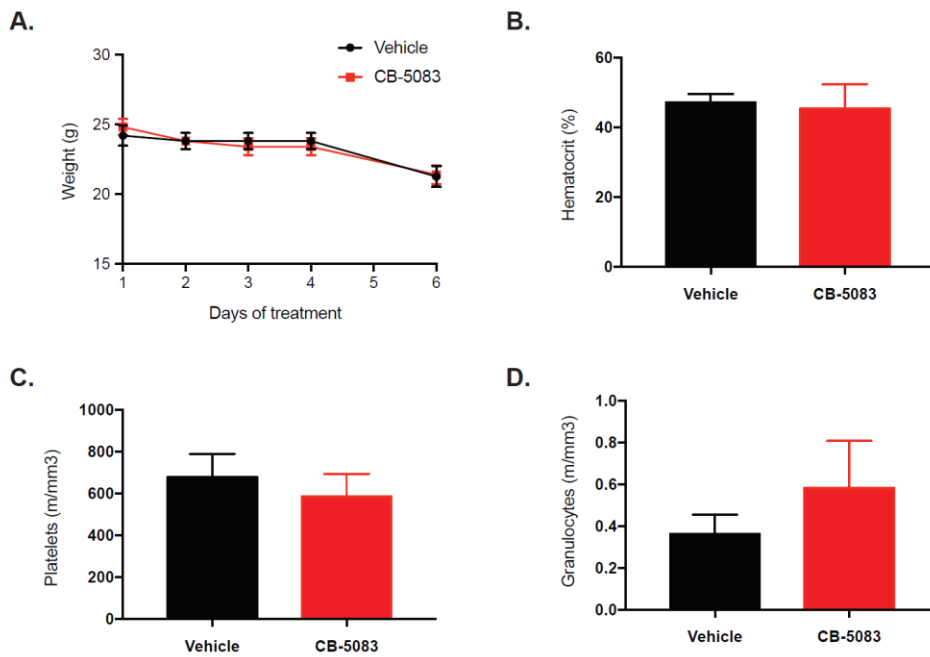 A.
Vehicle
CB-5083
30
25
20
15
Weight (g)
1 2 3 4 5 6
Days of treatment
B.
60
40
20
0
Hematocrit (%)
Vehicle CB-5083
C.
1000
800
600
400
200
0
Platelets (m/mm3)
Vehicle CB-5083
D.
1.0
0.8
0.6
0.4
0.2
0.0
Granulocytes (m/mm3)
Vehicle CB-5083